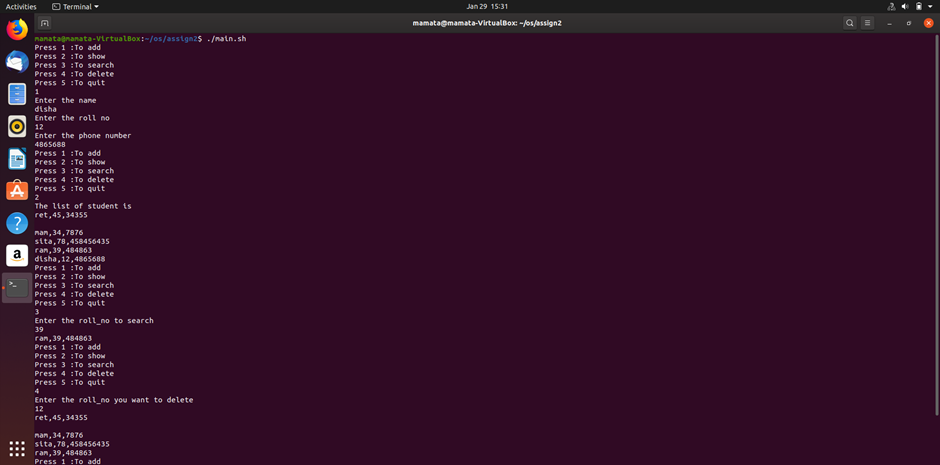 Activities Terminal Jan 29 15:31
mamata@mamata-VirtualBox: ~/os/assign2
mamata@mamata-VirtualBox:~/os/assign2$ ./main.sh
Press 1 :To add
Press 2 :To show
Press 3 :To search
Press 4 :To delete
Press 5 :To quit
1
Enter the name
disha
Enter the roll no
12
Enter the phone number
4865688
Press 1 :To add
Press 2 :To show
Press 3 :To search
Press 4 :To delete
Press 5 :To quit
2
The list of student is
ret,45,34355

mam,34,7876
sita,78,458456435
ram,39,484863
disha,12,4865688
Press 1 :To add
Press 2 :To show
Press 3 :To search
Press 4 :To delete
Press 5 :To quit
3
Enter the roll_no to search
39
ram,39,484863
Press 1 :To add
Press 2 :To show
Press 3 :To search
Press 4 :To delete
Press 5 :To quit
4
Enter the roll_no you want to delete
12
ret,45,34355

mam,34,7876
sita,78,458456435
ram,39,484863
Press 1 :To add